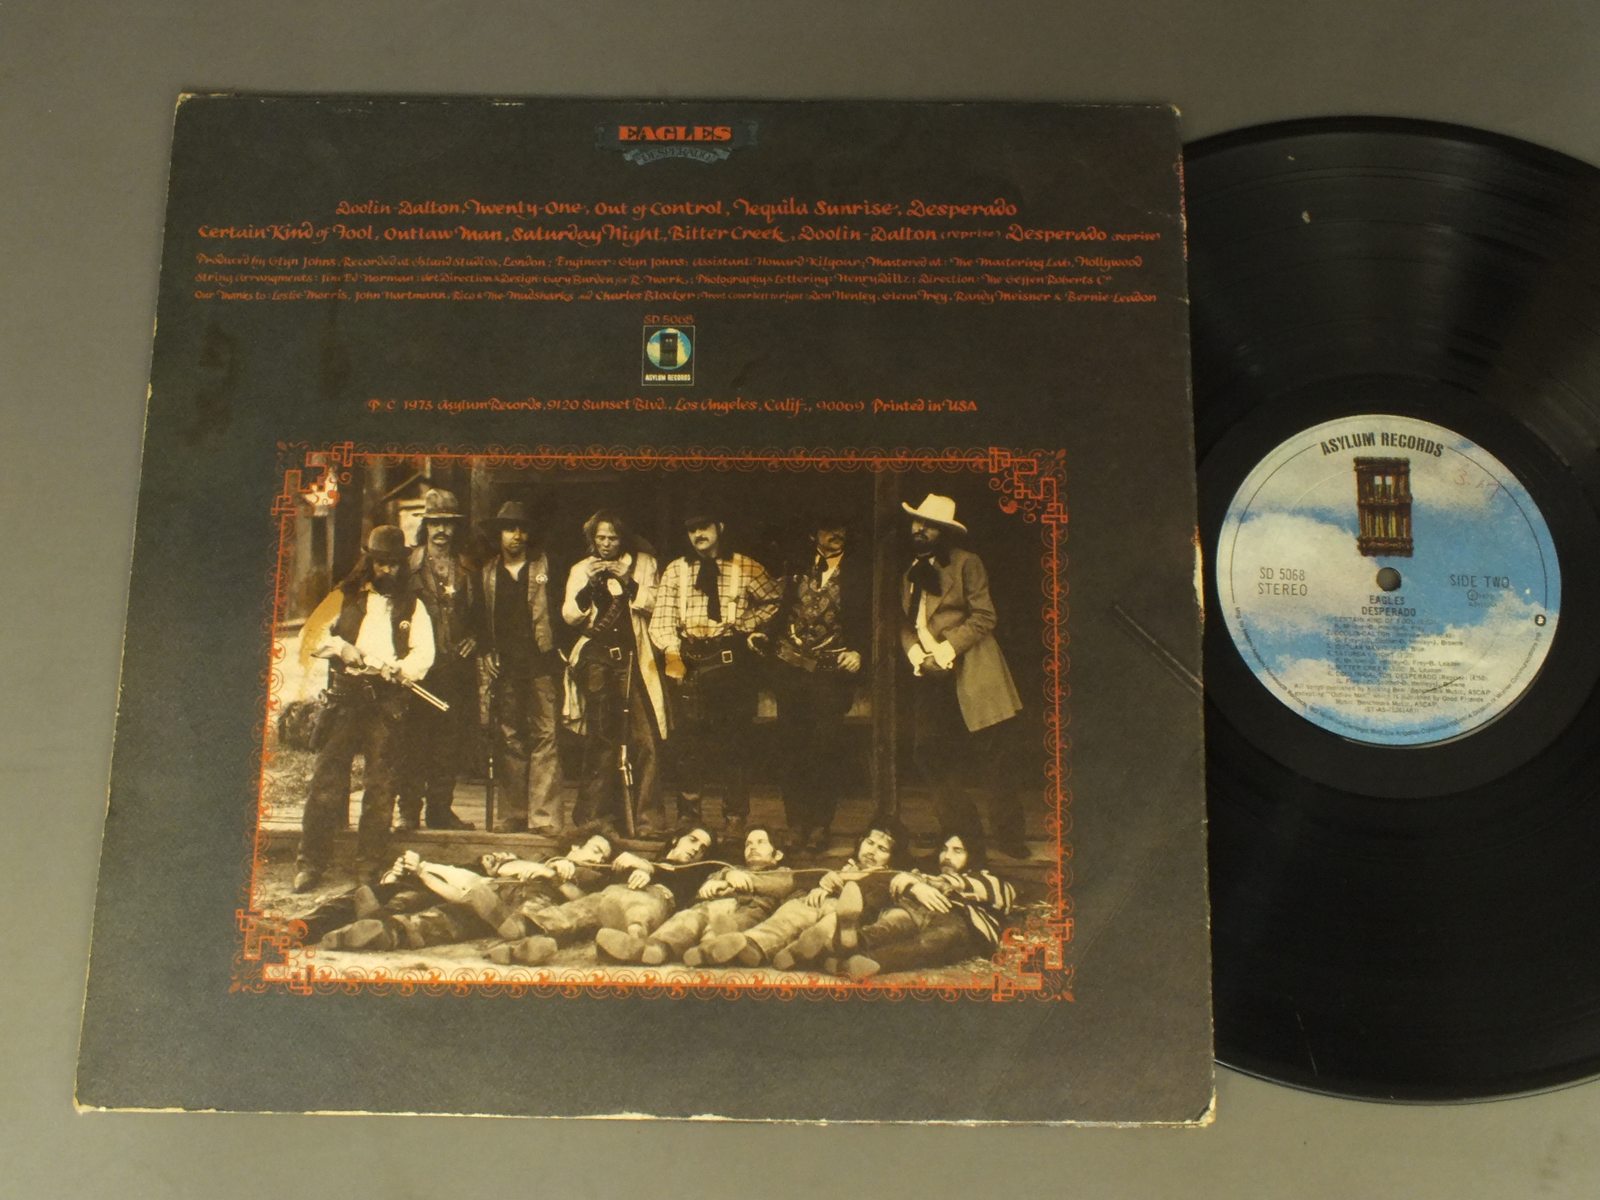 EAGLES
DESPERADO
Doolin-Dalton, Twenty-One, Out of Control, Tequila Sunrise, Desperado
Certain Kind of Fool, Outlaw Man, Saturday Night, Bitter Creek, Doolin-Dalton (reprise) Desperado (reprise)
Produced by Glyn Johns, Recorded at Island Studios, London; Engineer: Glyn Johns; Assistant: Howard Kilgour; Mastered at: The Mastering Lab, Hollywood
String Arrangments: Jim Ed Norman: Art Direction & Design: Gary Burden for R. Twerk; Photography & Lettering: Henry Diltz; Direction: The Geffen Roberts Co
Our Thanks to: Leslie Morris, John Hartmann, Rico & The Mudsharks and Charles Blocker; front cover left to right: Don Henley, Glenn Frey, Randy Meisner & Bernie Leadon
SD 5068
ASYLUM RECORDS
P. C 1973 Asylum Records, 9120 Sunset Blvd., Los Angeles, Calif., 90069 Printed in USA
ASYLUM RECORDS
SD 5068
STEREO
SIDE TWO
EAGLES
DESPERADO